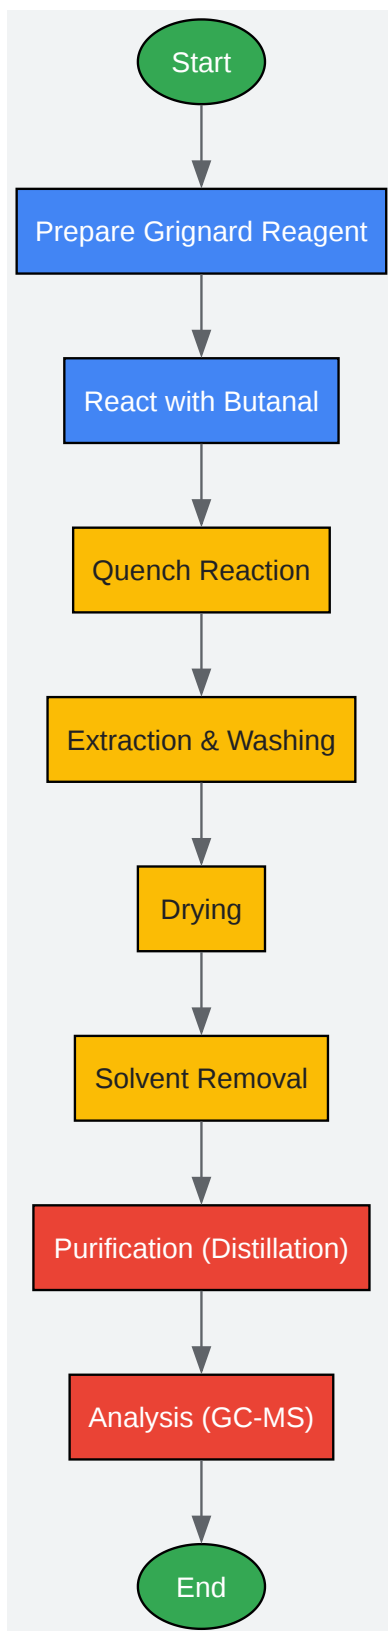 Start
Prepare Grignard Reagent
React with Butanal
Quench Reaction
Extraction & Washing
Drying
Solvent Removal
Purification (Distillation)
Analysis (GC-MS)
End